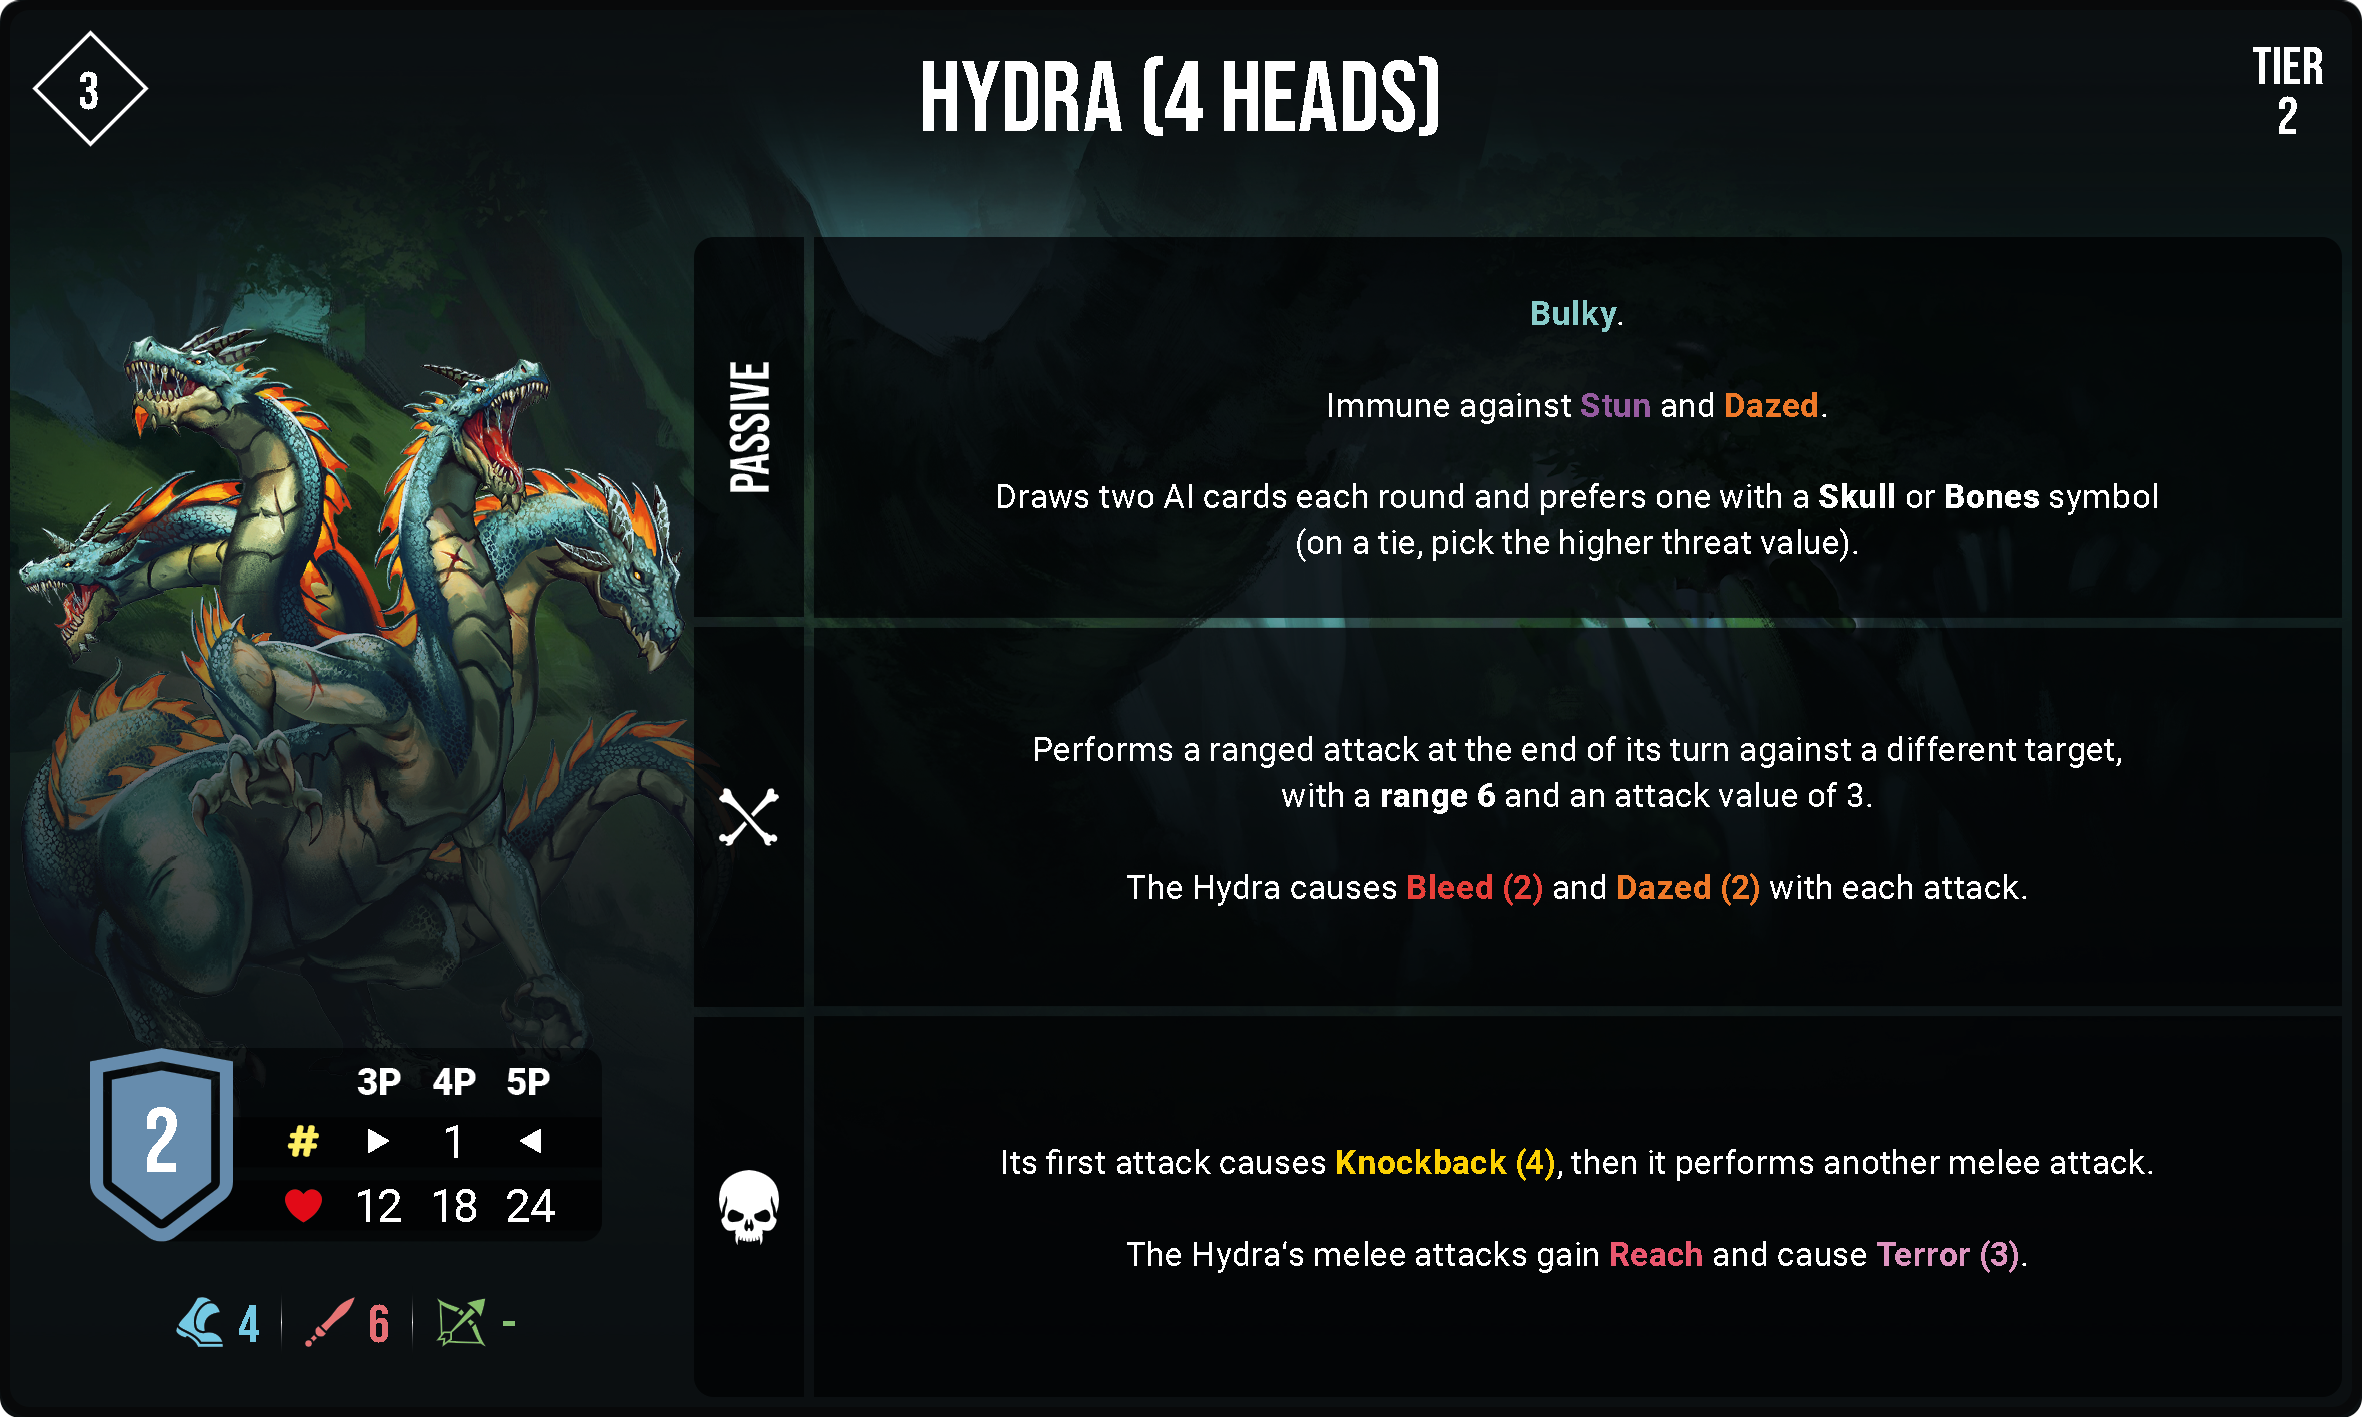 3
HYDRA (4 HEADS)
TIER
2
PASSIVE
Bulky.
Immune against Stun and Dazed.
Draws two AI cards each round and prefers one with a Skull or Bones symbol
(on a tie, pick the higher threat value).
Performs a ranged attack at the end of its turn against a different target,
with a range 6 and an attack value of 3.
The Hydra causes Bleed (2) and Dazed (2) with each attack.
Its first attack causes Knockback (4), then it performs another melee attack.
The Hydra‘s melee attacks gain Reach and cause Terror (3).
2
3P 4P 5P
# ▶ 1 ◀
12 18 24
4 6 -